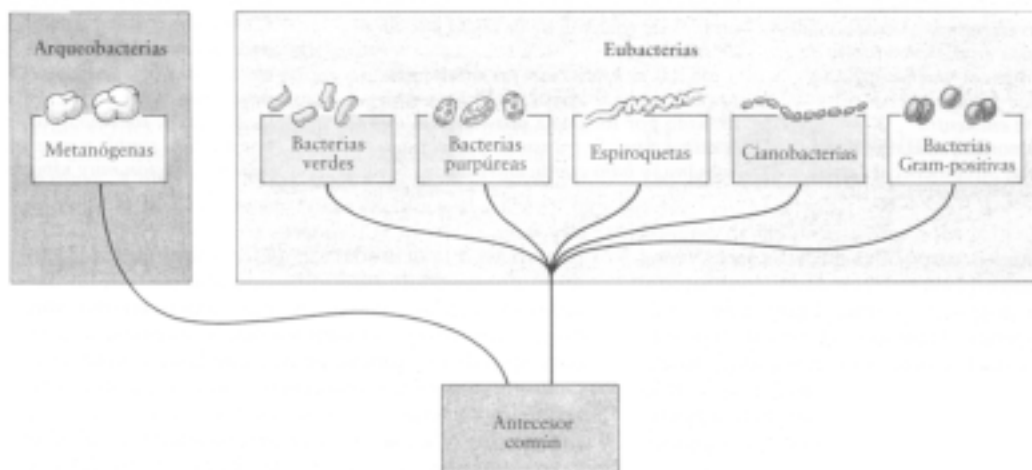 Arqueobacterias
Metanógenas
Eubacterias
Bacterias
verdes
Bacterias
purpúreas
Espiroquetas
Cianobacterias
Bacterias
Gram-positivas
Antecesor
común